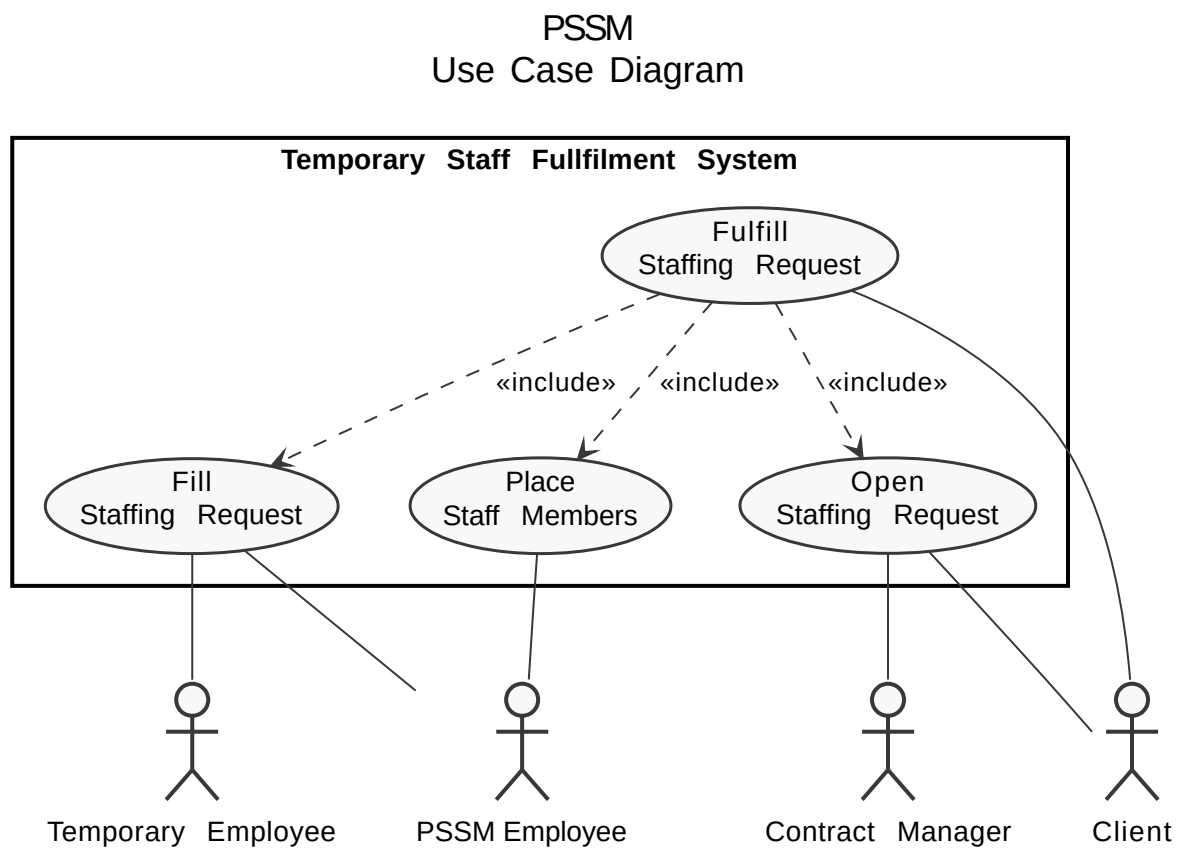 PSSM
Use Case Diagram
Temporary Staff Fullfilment System
Fulfill
Staffing Request
«include» «include» «include»
Fill
Staffing Request
Place
Staff Members
Open
Staffing Request
Temporary Employee
PSSM Employee
Contract Manager
Client